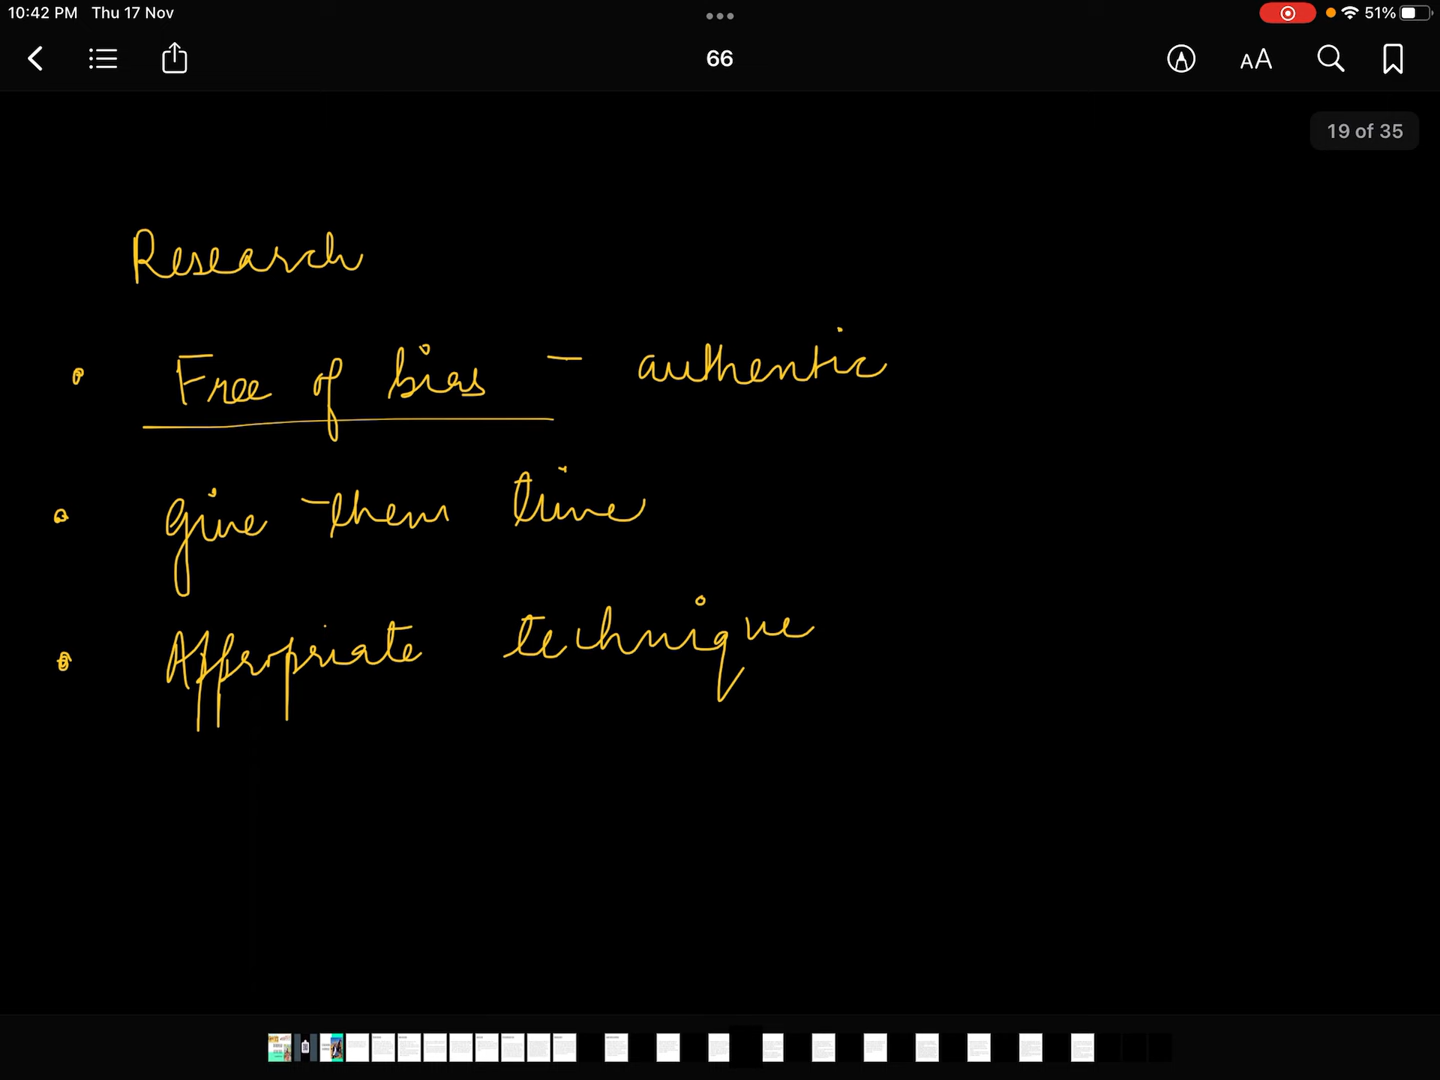 10:42 PM Thu 17 Nov
51%
66
AA
19 of 35
Research
Free of bias - authentic
give them time
Appropriate technique